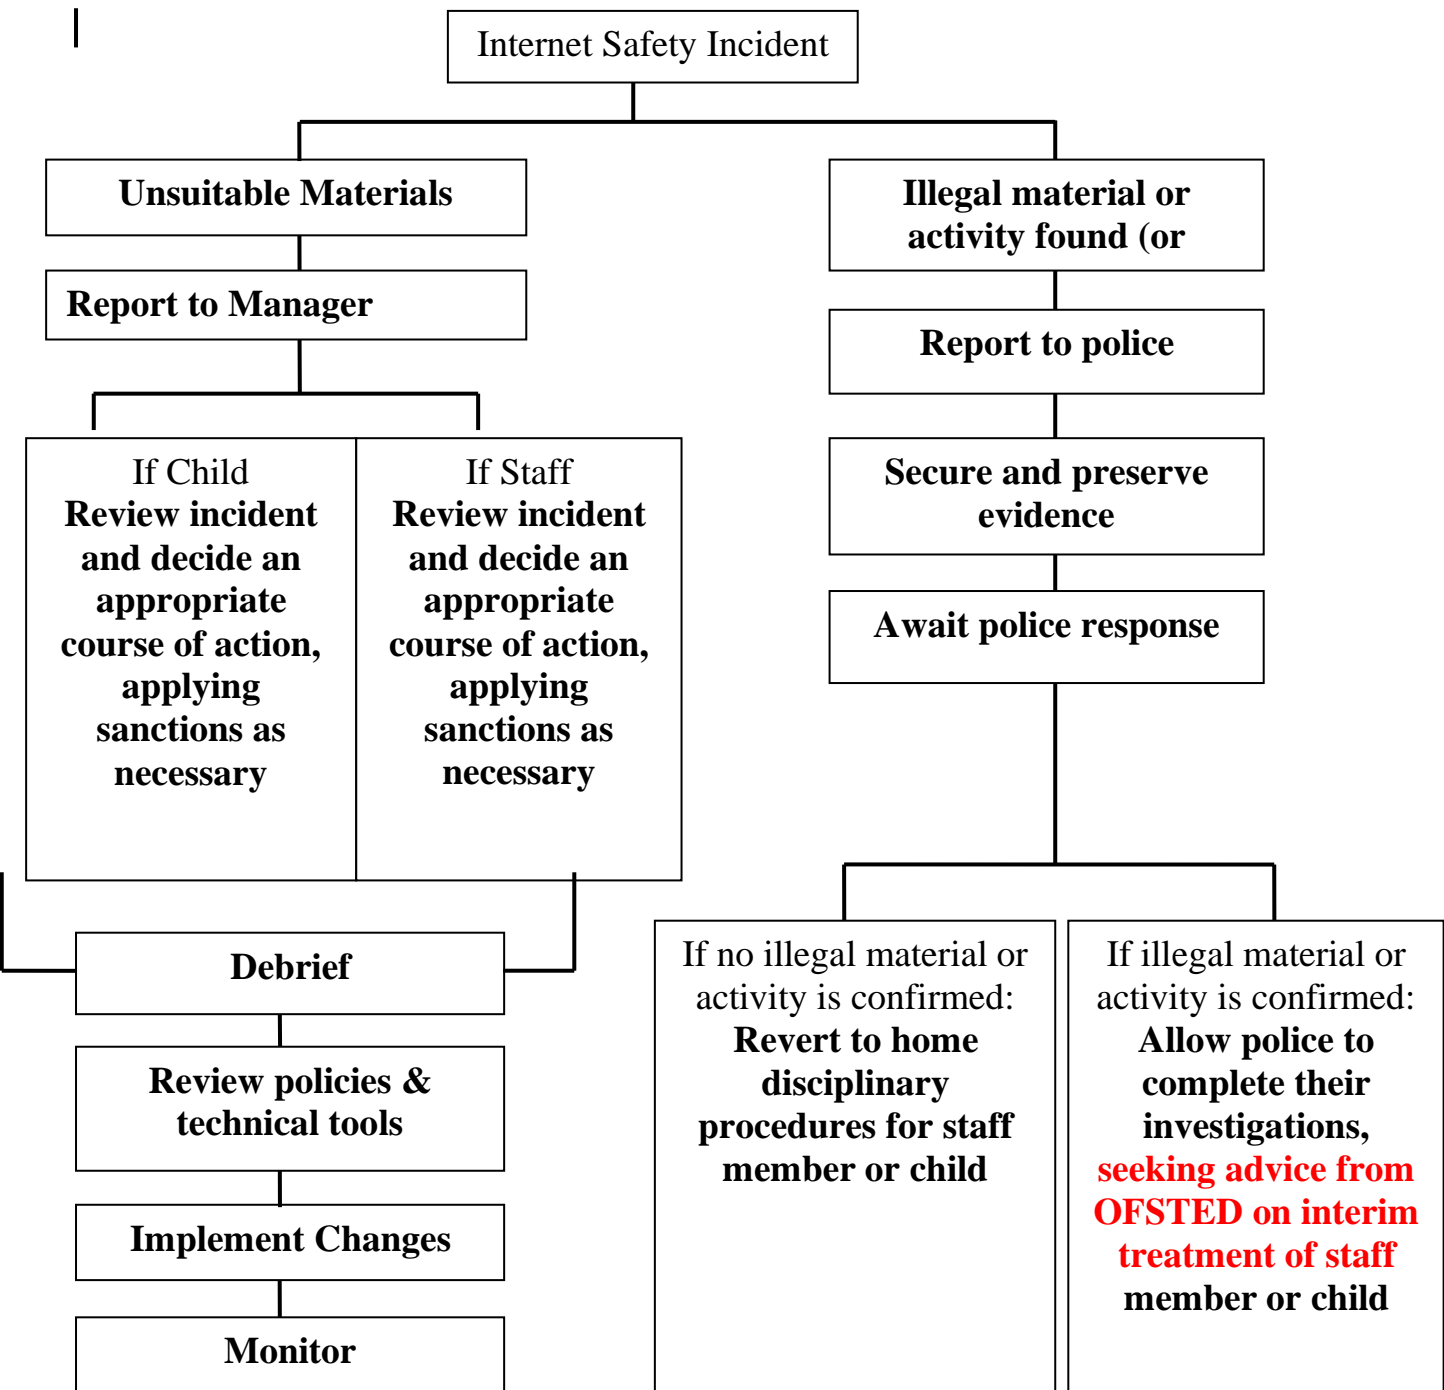 Internet Safety Incident
Unsuitable Materials
Report to Manager
If Child
Review incident
and decide an
appropriate
course of action,
applying
sanctions as
necessary
If Staff
Review incident
and decide an
appropriate
course of action,
applying
sanctions as
necessary
Debrief
Review policies &
technical tools
Implement Changes
Monitor
Illegal material or
activity found (or
Report to police
Secure and preserve
evidence
Await police response
If no illegal material or
activity is confirmed:
Revert to home
disciplinary
procedures for staff
member or child
If illegal material or
activity is confirmed:
Allow police to
complete their
investigations,
seeking advice from
OFSTED on interim
treatment of staff
member or child